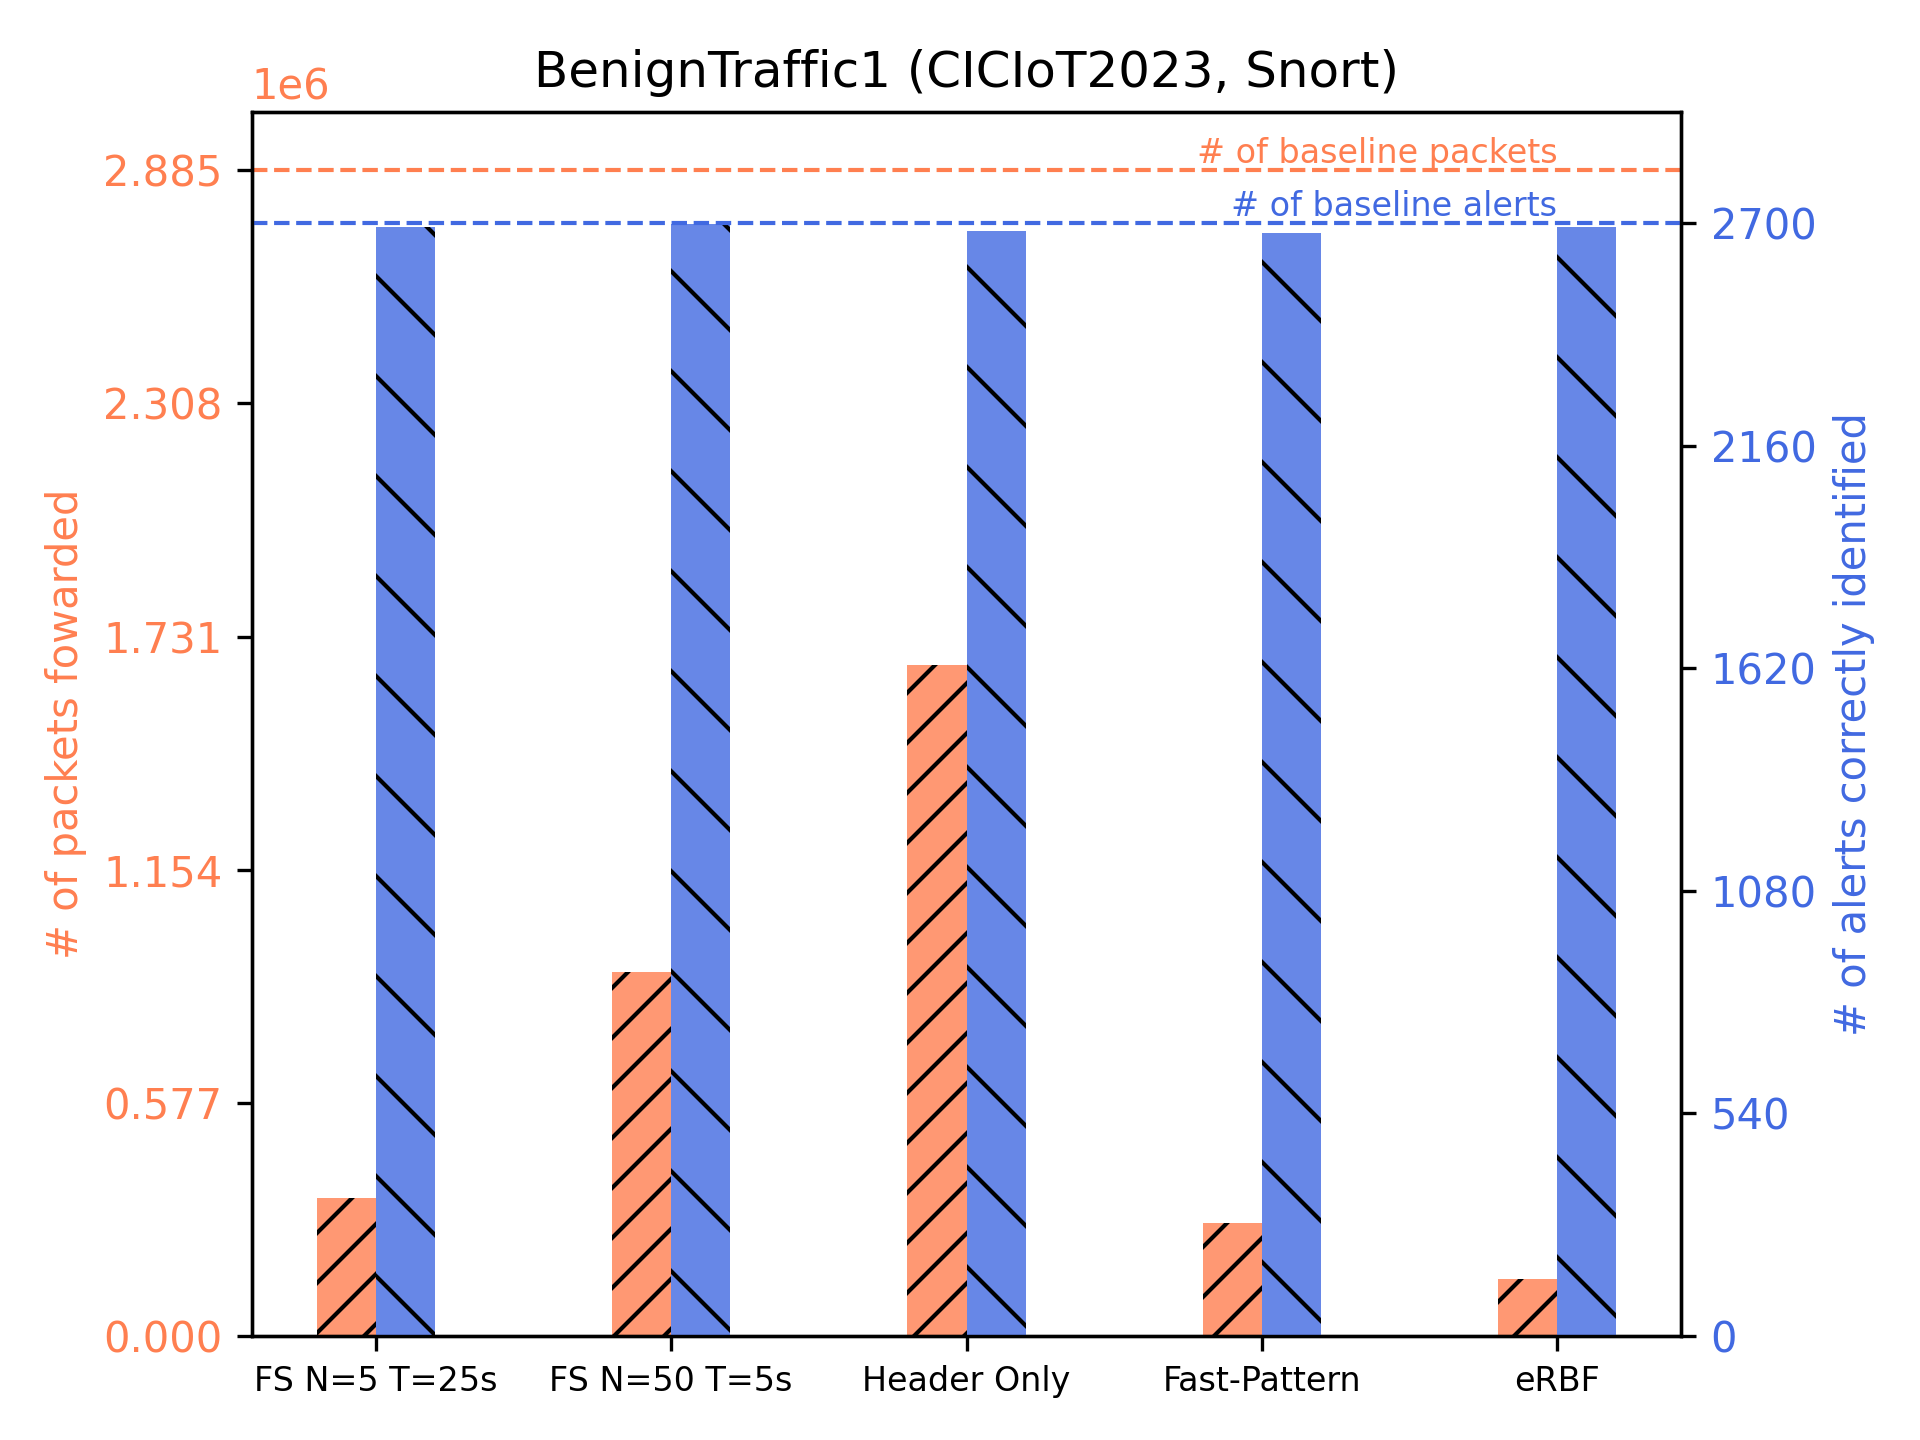 BenignTraffic1 (CICIoT2023, Snort)
1e6
# of baseline packets
# of baseline alerts
2.885
2.308
1.731
1.154
0.577
0.000
# of packets fowarded
2700
2160
1620
1080
540
0
# of alerts correctly identified
FS N=5 T=25s
FS N=50 T=5s
Header Only
Fast-Pattern
eRBF